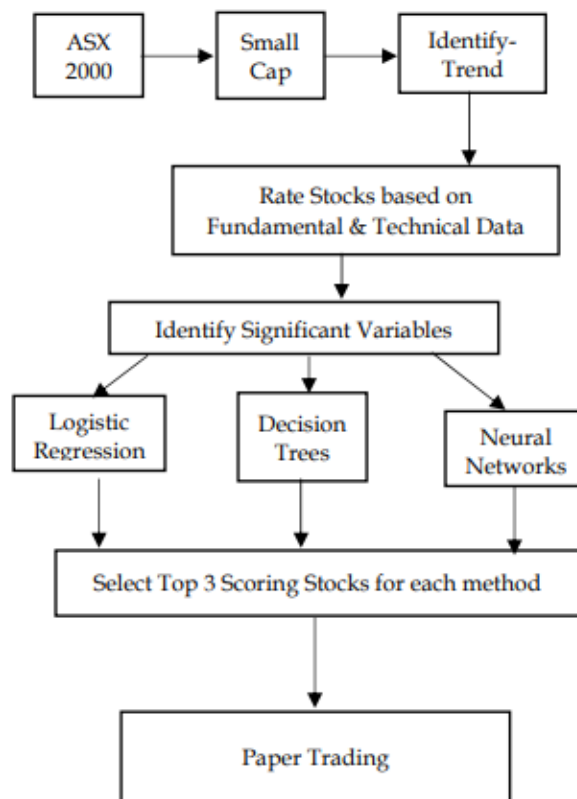 ASX
2000
Small
Cap
Identify-
Trend
Rate Stocks based on
Fundamental & Technical Data
Identify Significant Variables
Logistic
Regression
Decision
Trees
Neural
Networks
Select Top 3 Scoring Stocks for each method
Paper Trading